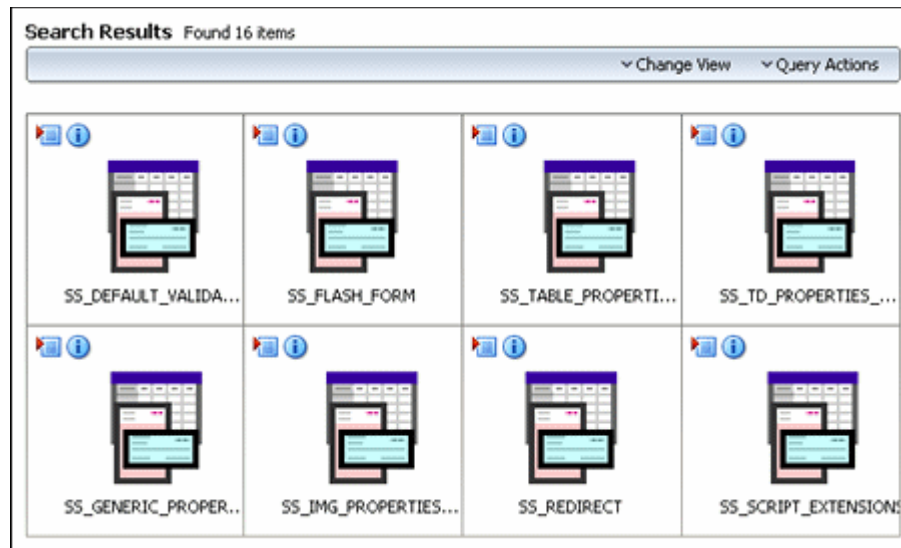 Search Results Found 16 items
Change View Query Actions
SS_DEFAULT_VALIDA... SS_FLASH_FORM SS_TABLE_PROPERTI... SS_TD_PROPERTIES_...
SS_GENERIC_PROPER... SS_IMG_PROPERTIES... SS_REDIRECT SS_SCRIPT_EXTENSIONS